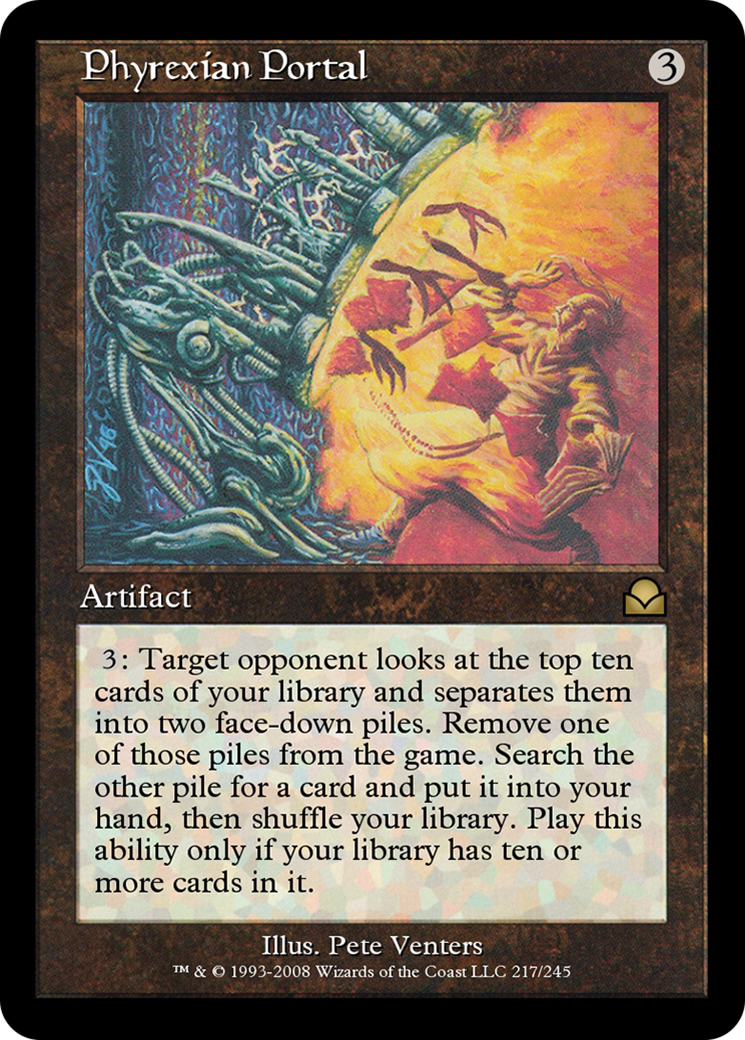 Phyrexian Portal
3
PV96
Artifact
3: Target opponent looks at the top ten
cards of your library and separates them
into two face-down piles. Remove one
of those piles from the game. Search the
other pile for a card and put it into your
hand, then shuffle your library. Play this
ability only if your library has ten or
more cards in it.
Illus. Pete Venters
™ & © 1993-2008 Wizards of the Coast LLC 217/245